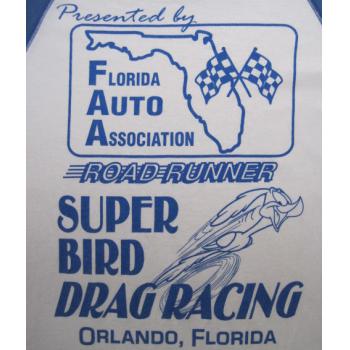 Presented by
FLORIDA
AUTO
ASSOCIATION
ROAD RUNNER
SUPER
BIRD
DRAG RACING
ORLANDO, FLORIDA